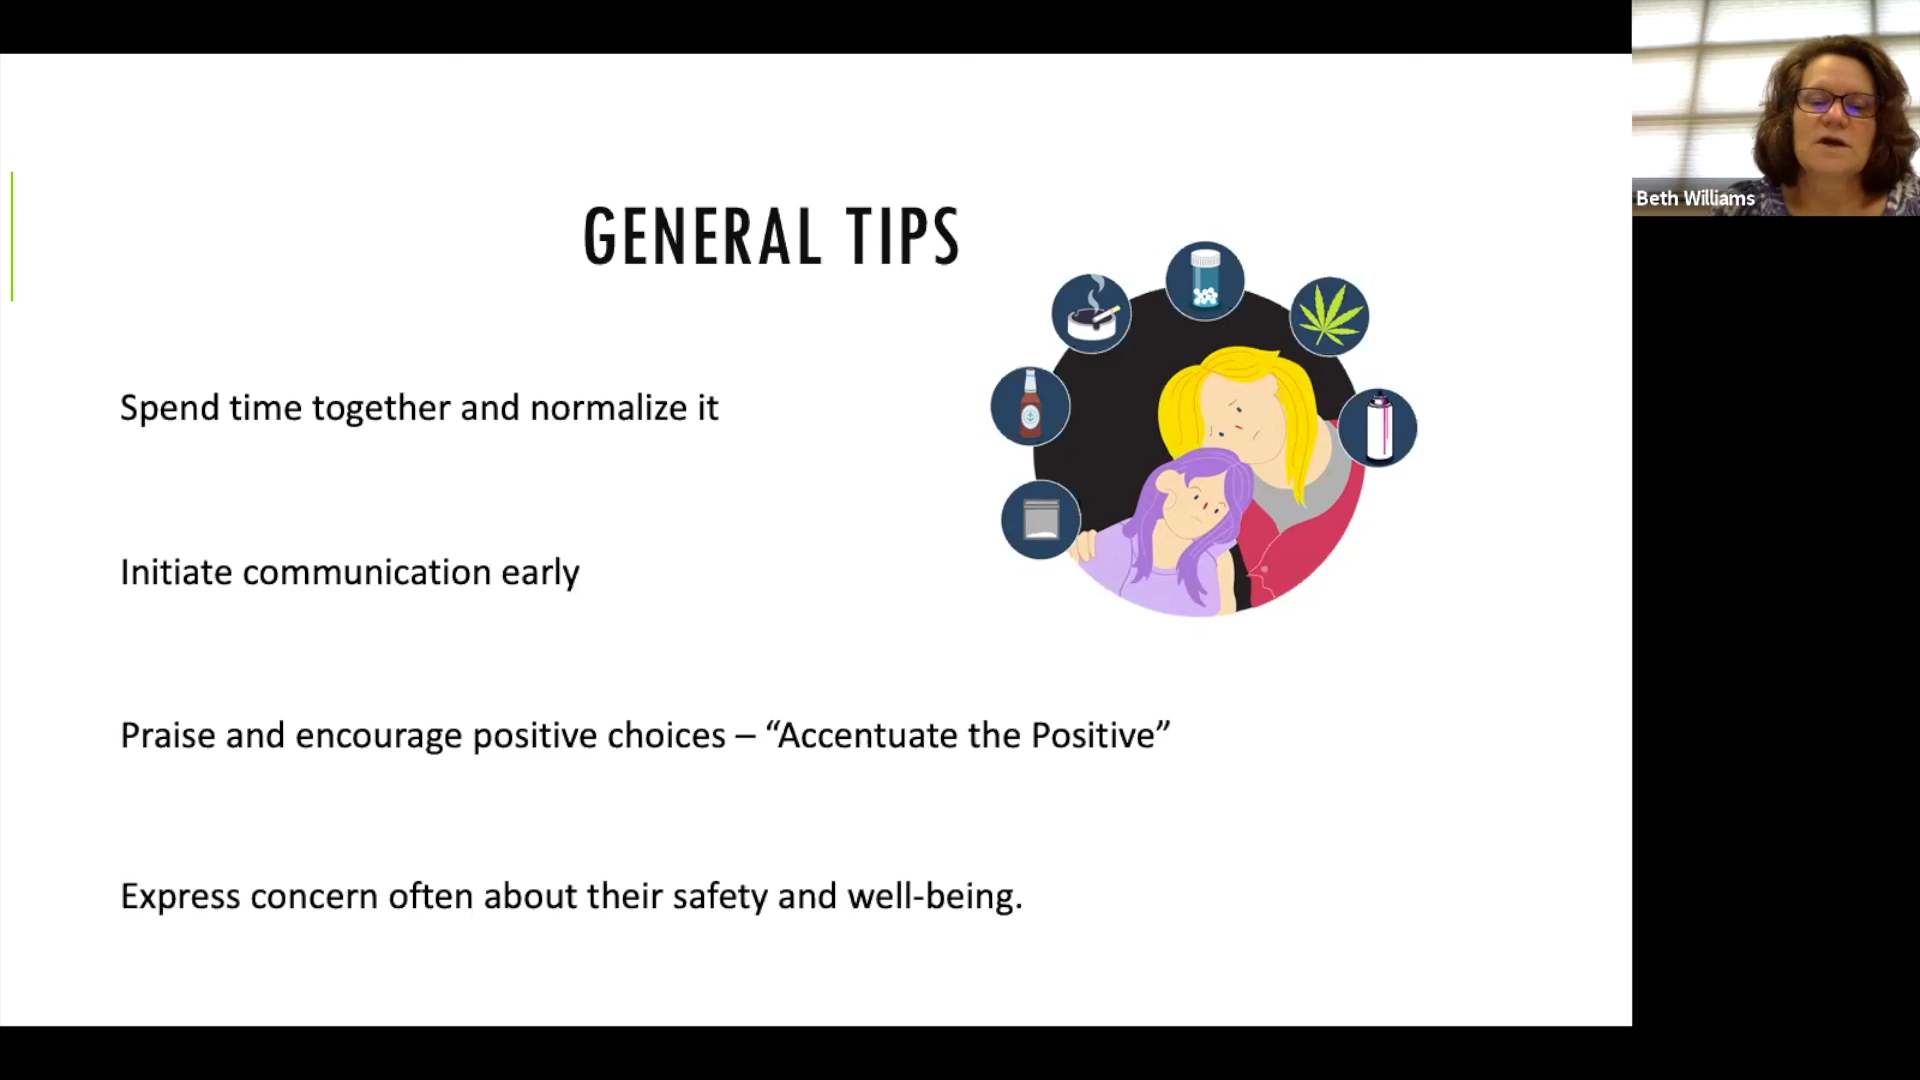 GENERAL TIPS
Spend time together and normalize it
Initiate communication early
Praise and encourage positive choices – “Accentuate the Positive”
Express concern often about their safety and well-being.
Beth Williams